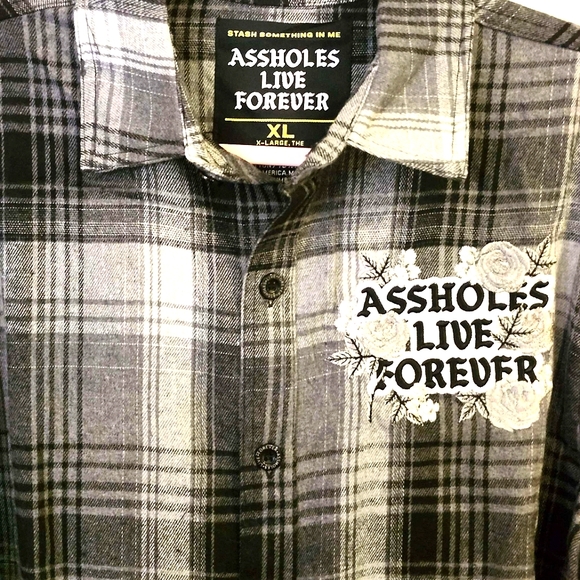 STASH SOMETHING IN ME
ASSHOLES
LIVE
FOREVER
XL
X-LARGE, THE
ASSHOLES
LIVE
FOREVER